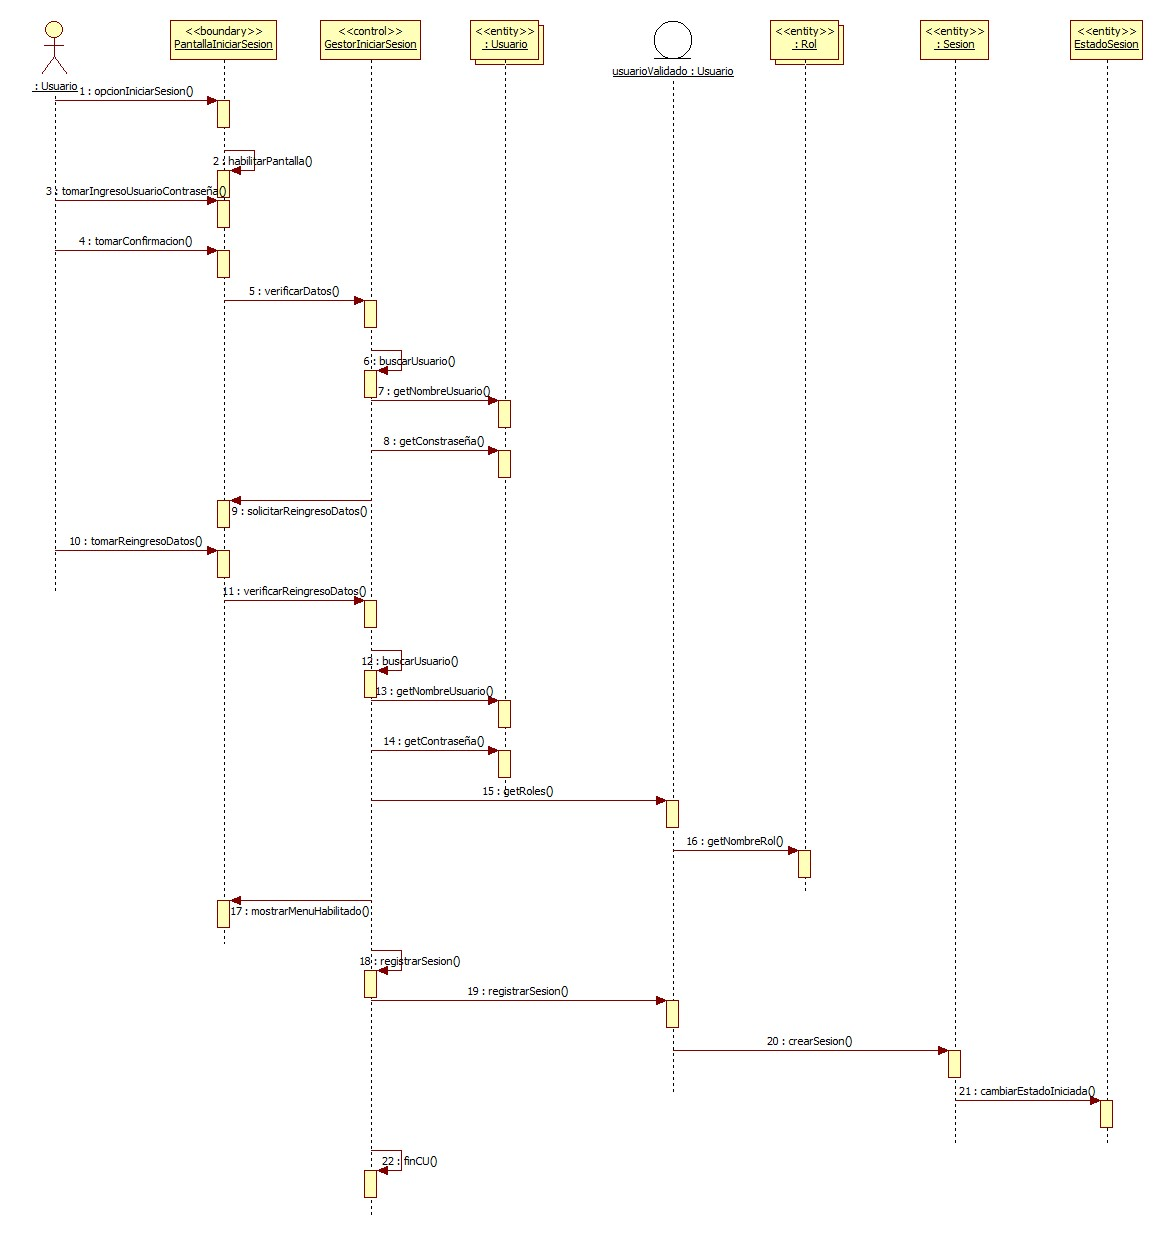 <<boundary>>
PantallaIniciarSesion
<<control>>
GestorIniciarSesion
<<entity>>
: Usuario
usuarioValidado : Usuario
<<entity>>
: Rol
<<entity>>
: Sesion
<<entity>>
EstadoSesion
: Usuario
1 : opcionIniciarSesion()
2 : habilitarPantalla()
3 : tomarIngresoUsuarioContraseña()
4 : tomarConfirmacion()
5 : verificarDatos()
6 : buscarUsuario()
7 : getNombreUsuario()
8 : getConstraseña()
9 : solicitarReingresoDatos()
10 : tomarReingresoDatos()
11 : verificarReingresoDatos()
12 : buscarUsuario()
13 : getNombreUsuario()
14 : getContraseña()
15 : getRoles()
16 : getNombreRol()
17 : mostrarMenuHabilitado()
18 : registrarSesion()
19 : registrarSesion()
20 : crearSesion()
21 : cambiarEstadoIniciada()
22 : finCU()